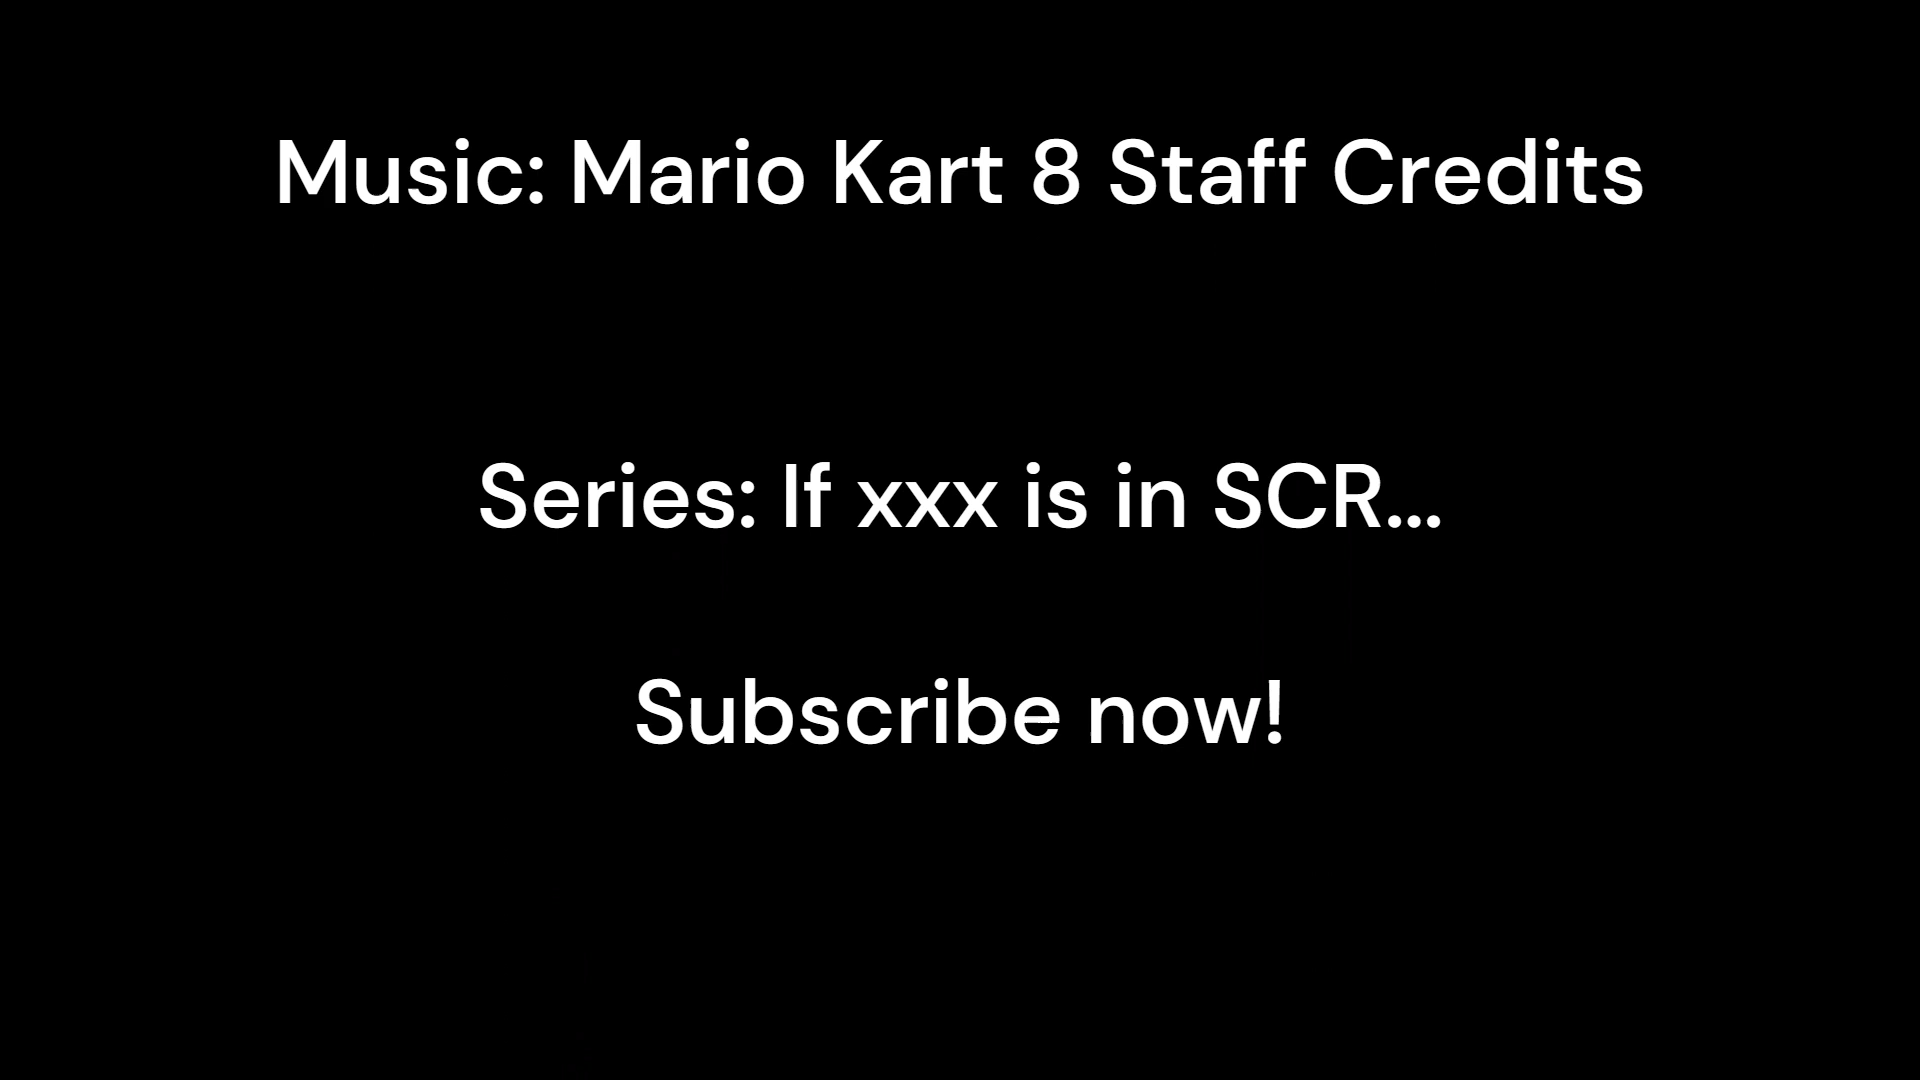 Music: Mario Kart 8 Staff Credits
Series: If xxx is in SCR...
Subscribe now!